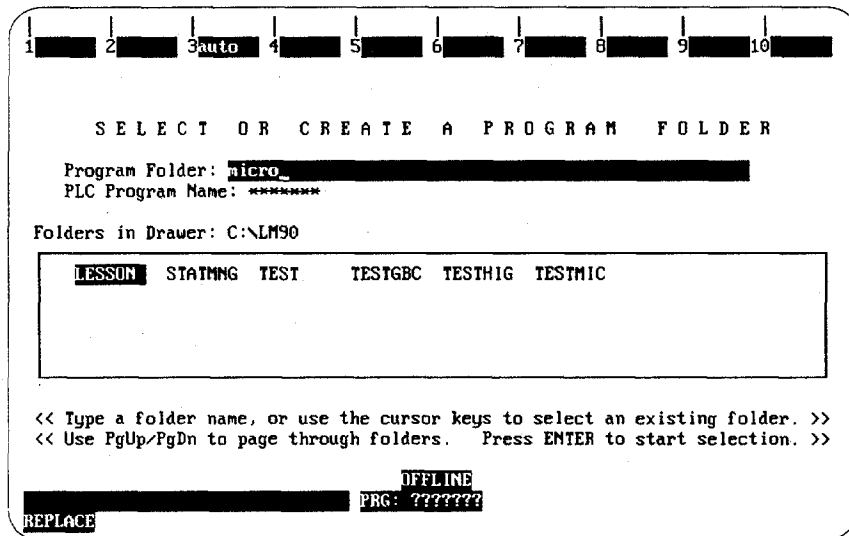 1 2 3auto 4 5 6 7 8 9 10
SELECT OR CREATE A PROGRAM FOLDER
Program Folder: micro_
PLC Program Name: *******
Folders in Drawer: C:\LM90
LESSON STATMNG TEST TESTGBC TESTHIG TESTMIC
<< Type a folder name, or use the cursor keys to select an existing folder. >>
<< Use PgUp/PgDn to page through folders. Press ENTER to start selection. >>
OFFLINE
PRG: ???????
REPLACE